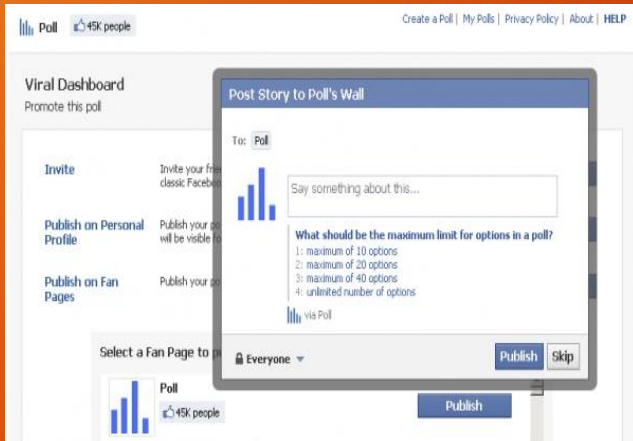 Poll 45K people
Create a Poll | My Polls | Privacy Policy | About | HELP
Viral Dashboard
Promote this poll
Invite
Invite your
classic
Publish on Personal
Profile
Publish your
will be visible
Publish on Fan
Pages
Publish your
Select a Fan Page to
Poll
45K people
Publish
Post Story to Poll's Wall
To: Poll
Say something about this...
What should be the maximum limit for options in a poll?
1: maximum of 10 options
2: maximum of 20 options
3: maximum of 40 options
4: unlimited number of options
via Poll
Everyone
Publish Skip